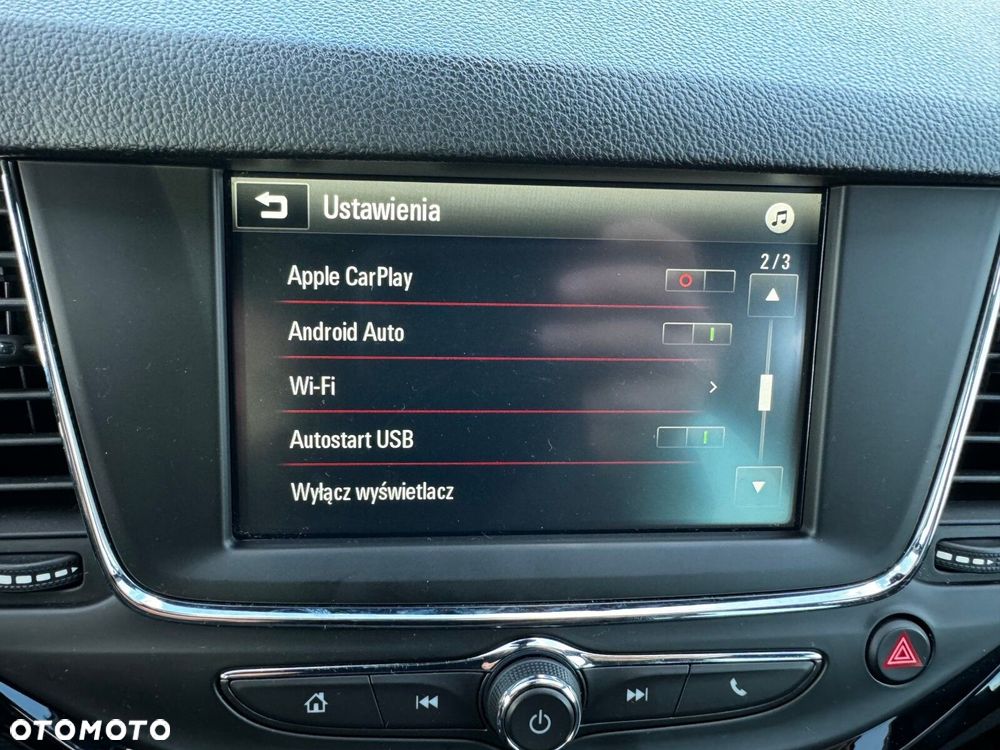 Ustawienia
2/3
Apple CarPlay
Android Auto
Wi-Fi
Autostart USB
Wyłącz wyświetlacz
OTOMOTO